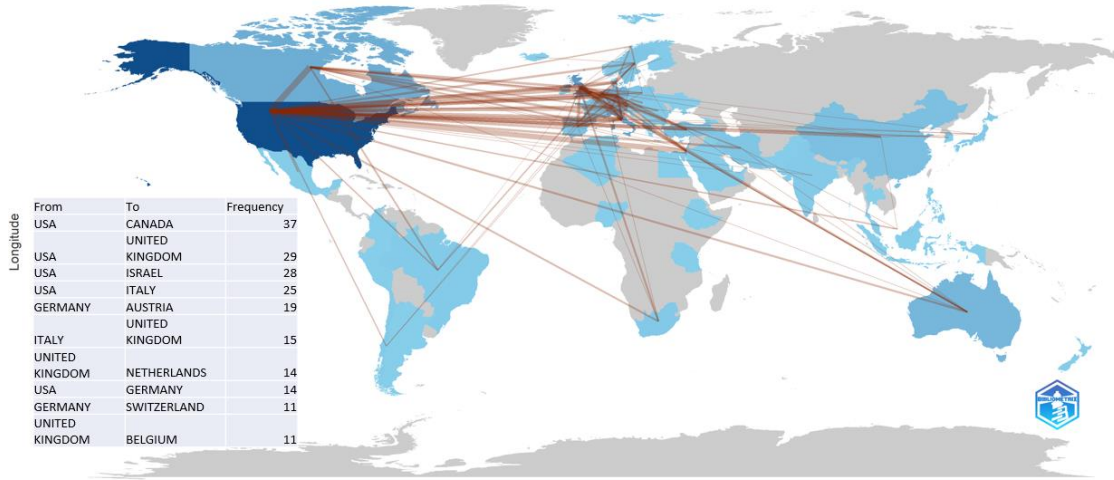 Longitude
From To Frequency
USA CANADA 37
UNITED
USA KINGDOM 29
USA ISRAEL 28
USA ITALY 25
GERMANY AUSTRIA 19
UNITED
ITALY KINGDOM 15
UNITED
KINGDOM NETHERLANDS 14
USA GERMANY 14
GERMANY SWITZERLAND 11
UNITED
KINGDOM BELGIUM 11
BIBLIOMETRIX